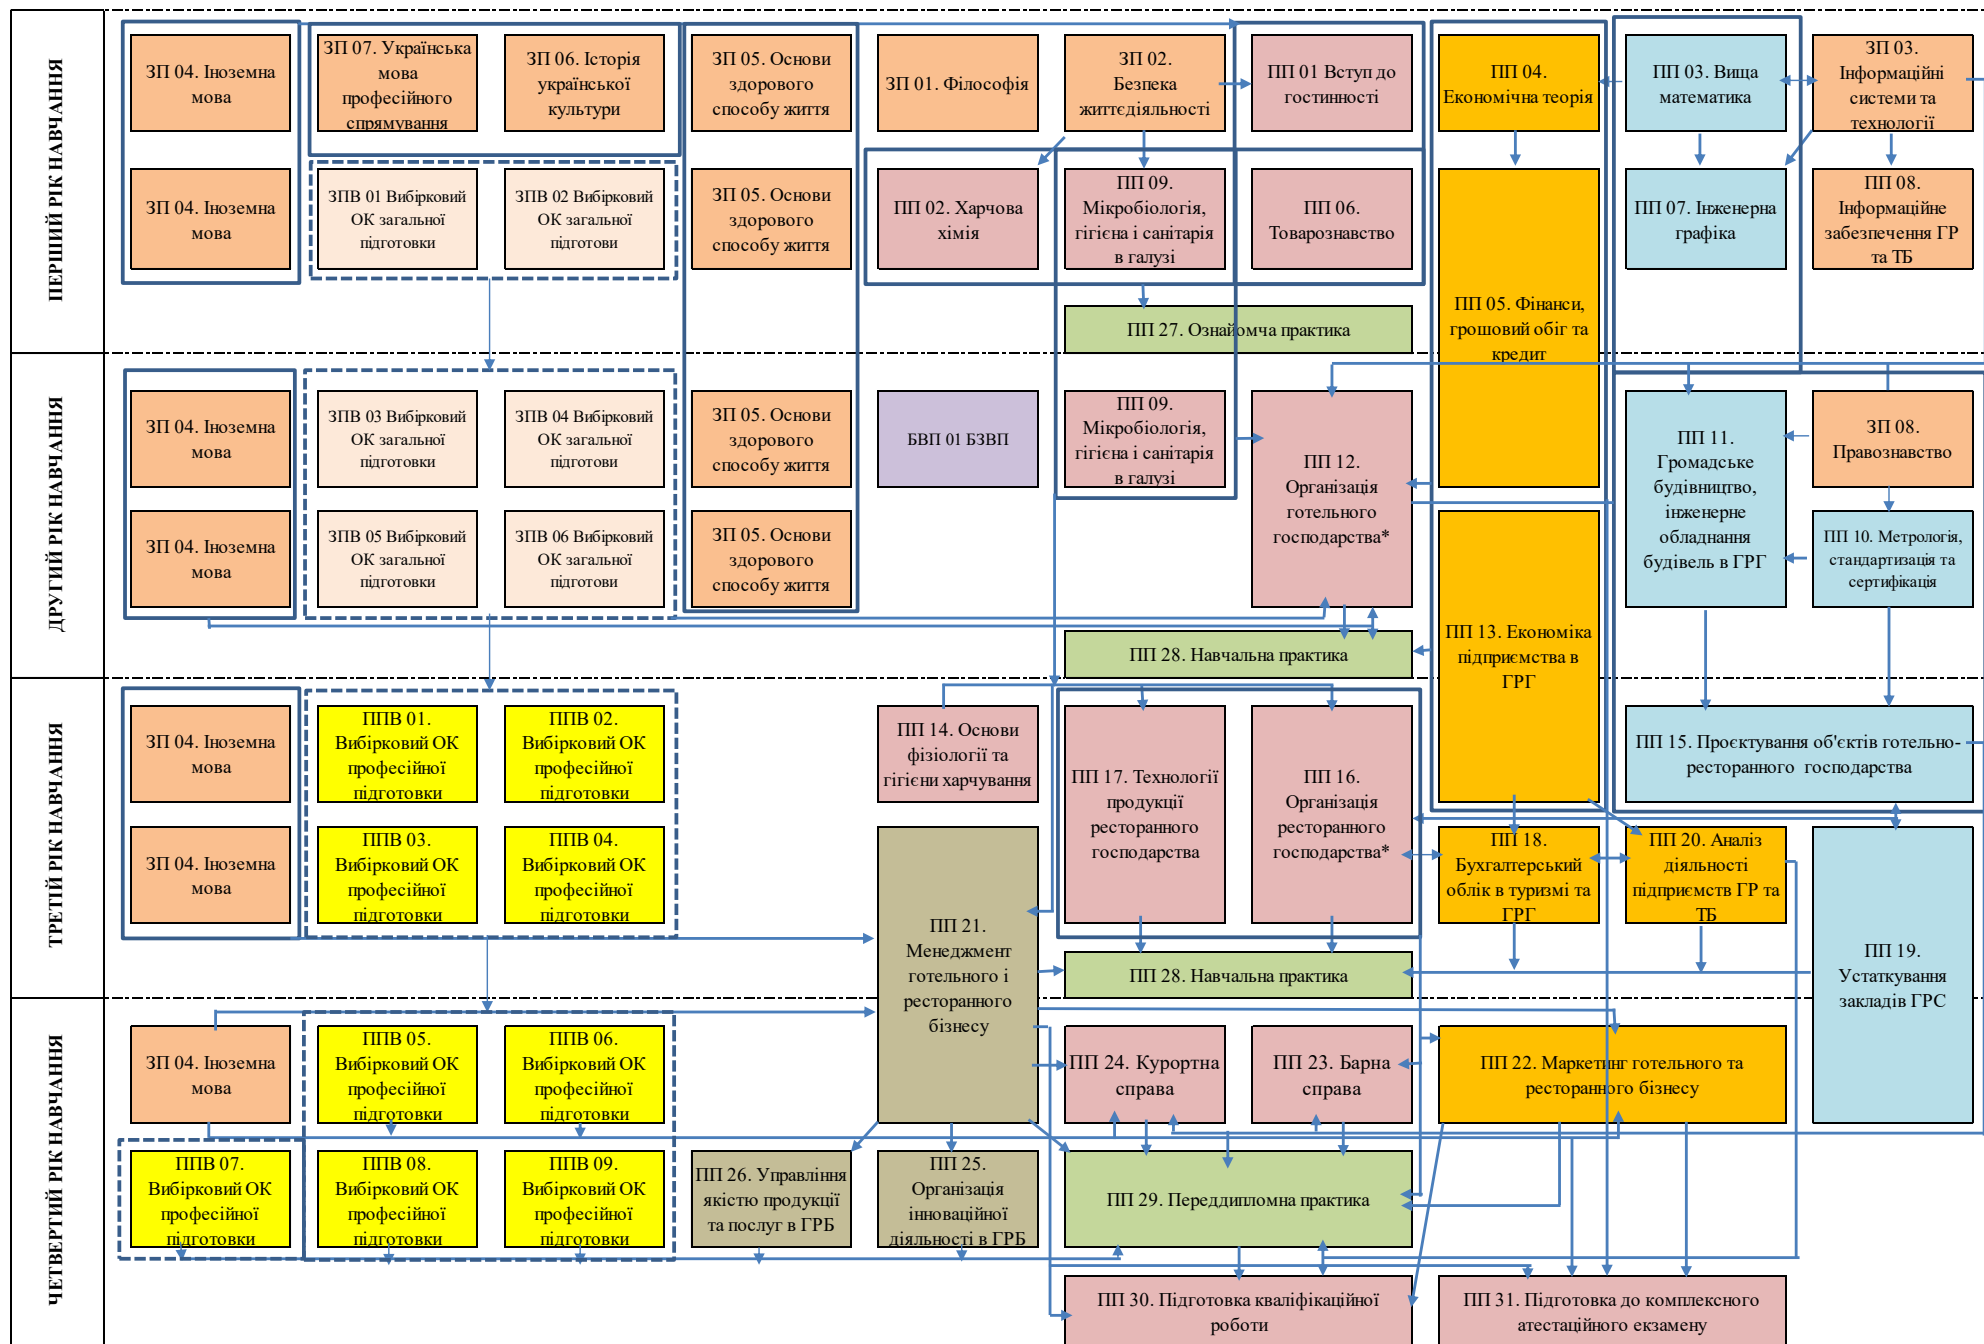 ПЕРШИЙ РІК НАВЧАННЯ
ЗП 04. Іноземна
мова
ЗП 07. Українська
мова
професійного
спрямування
ЗП 06. Історія
української
культури
ЗП 05. Основи
здорового
способу життя
ЗП 01. Філософія
ЗП 02.
Безпека
життєдіяльності
ПП 01 Вступ до
гостинності
ПП 04.
Економічна теорія
ПП 03. Вища
математика
ЗП 03.
Інформаційні
системи та
технології
ЗП 04. Іноземна
мова
ЗПВ 01 Вибірковий
ОК загальної
підготовки
ЗПВ 02 Вибірковий
ОК загальної
підготови
ЗП 05. Основи
здорового
способу життя
ПП 02. Харчова
хімія
ПП 09.
Мікробіологія,
гігієна і санітарія
в галузі
ПП 06.
Товарознавство
ПП 05. Фінанси,
грошовий обіг та
кредит
ПП 07. Інженерна
графіка
ПП 08.
Інформаційне
забезпечення ГР
та ТБ
ПП 27. Ознайомча практика
ДРУГИЙ РІК НАВЧАННЯ
ЗП 04. Іноземна
мова
ЗПВ 03 Вибірковий
ОК загальної
підготовки
ЗПВ 04 Вибірковий
ОК загальної
підготови
ЗП 05. Основи
здорового
способу життя
БВП 01 БЗВП
ПП 09.
Мікробіологія,
гігієна і санітарія
в галузі
ПП 12.
Організація
готельного
господарства*
ПП 11.
Громадське
будівництво,
інженерне
обладнання
будівель в ГРГ
ЗП 08.
Правознавство
ЗП 04. Іноземна
мова
ЗПВ 05 Вибірковий
ОК загальної
підготовки
ЗПВ 06 Вибірковий
ОК загальної
підготови
ЗП 05. Основи
здорового
способу життя
ПП 13. Економіка
підприємства в
ГРГ
ПП 10. Метрологія,
стандартизація та
сертифікація
ПП 28. Навчальна практика
ТРЕТІЙ РІК НАВЧАННЯ
ЗП 04. Іноземна
мова
ППВ 01.
Вибірковий ОК
професійної
підготовки
ППВ 02.
Вибірковий ОК
професійної
підготовки
ПП 14. Основи
фізіології та
гігієни харчування
ПП 17. Технології
продукції
ресторанного
господарства
ПП 16.
Організація
ресторанного
господарства*
ПП 15. Проєктування об'єктів готельно-
ресторанного господарства
ЗП 04. Іноземна
мова
ППВ 03.
Вибірковий ОК
професійної
підготовки
ППВ 04.
Вибірковий ОК
професійної
підготовки
ПП 21.
Менеджмент
готельного і
ресторанного
бізнесу
ПП 18.
Бухгалтерський
облік в туризмі та
ГРГ
ПП 20. Аналіз
діяльності
підприємств ГР та
ТБ
ПП 19.
Устаткування
закладів ГРС
ПП 28. Навчальна практика
ЧЕТВЕРТИЙ РІК НАВЧАННЯ
ЗП 04. Іноземна
мова
ППВ 05.
Вибірковий ОК
професійної
підготовки
ППВ 06.
Вибірковий ОК
професійної
підготовки
ПП 24. Курортна
справа
ПП 23. Барна
справа
ПП 22. Маркетинг готельного та
ресторанного бізнесу
ППВ 07.
Вибірковий ОК
професійної
підготовки
ППВ 08.
Вибірковий ОК
професійної
підготовки
ППВ 09.
Вибірковий ОК
професійної
підготовки
ПП 26. Управління
якістю продукції
та послуг в ГРБ
ПП 25.
Організація
інноваційної
діяльності в ГРБ
ПП 29. Переддипломна практика
ПП 30. Підготовка кваліфікаційної
роботи
ПП 31. Підготовка до комплексного
атестаційного екзамену